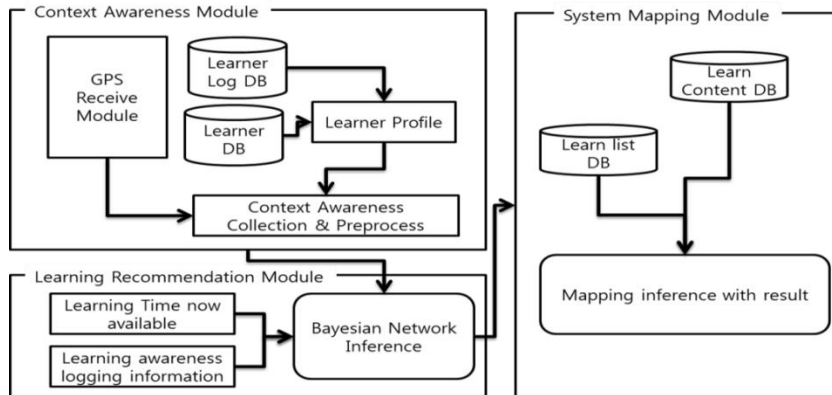 Context Awareness Module
GPS
Receive
Module
Learner
Log DB
Learner
DB
Learner Profile
Context Awareness
Collection & Preprocess
Learning Recommendation Module
Learning Time now
available
Learning awareness
logging information
Bayesian Network
Inference
System Mapping Module
Learn
Content DB
Learn list
DB
Mapping inference with result